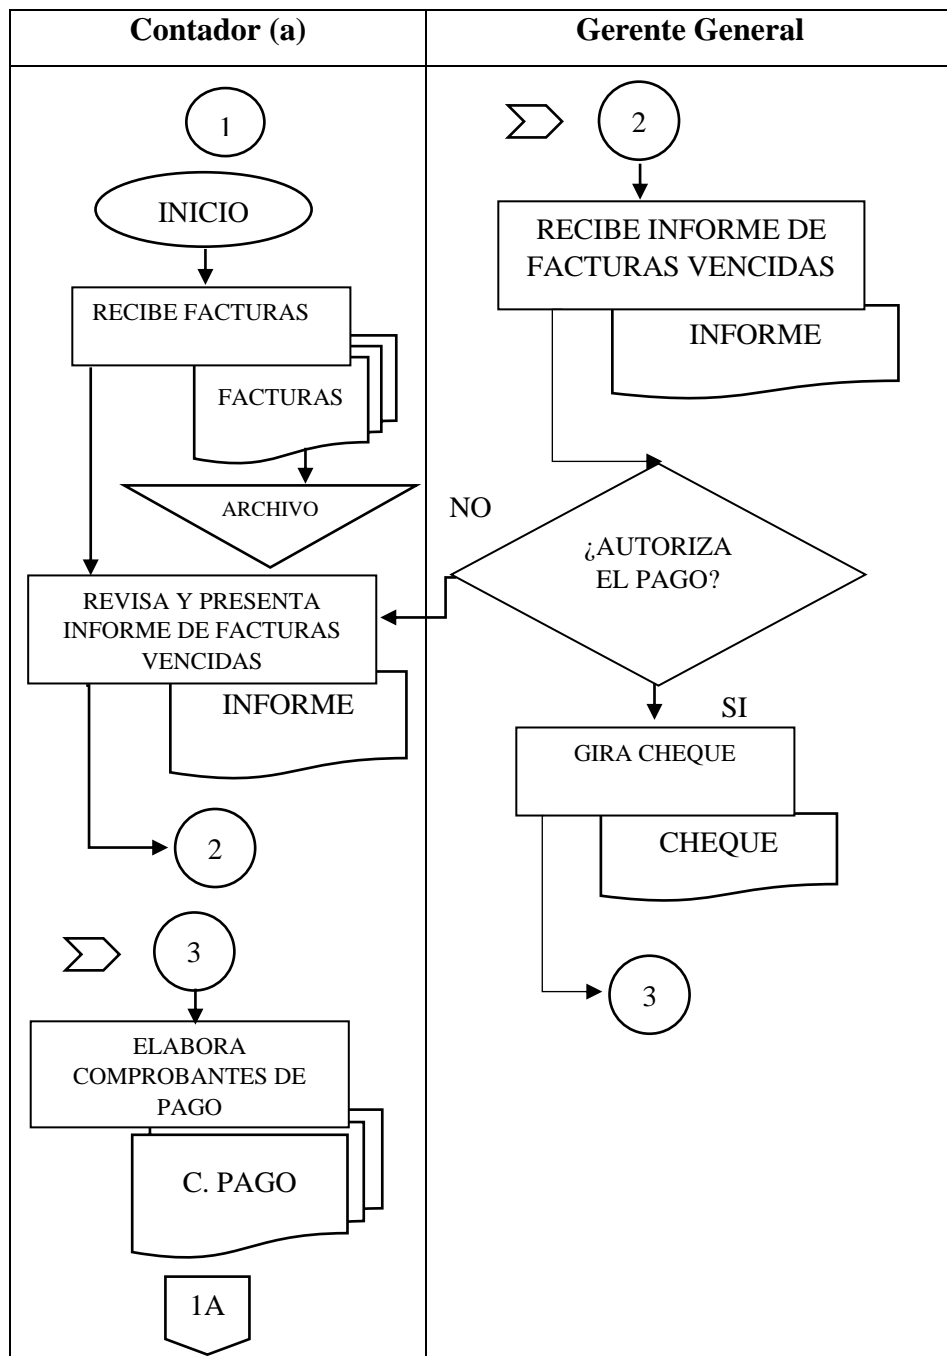 Contador (a)
Gerente General
1
INICIO
RECIBE FACTURAS
FACTURAS
ARCHIVO
REVISA Y PRESENTA
INFORME DE FACTURAS
VENCIDAS
INFORME
2
3
ELABORA
COMPROBANTES DE
PAGO
C. PAGO
1A
2
RECIBE INFORME DE
FACTURAS VENCIDAS
INFORME
NO
¿AUTORIZA
EL PAGO?
SI
GIRA CHEQUE
CHEQUE
3